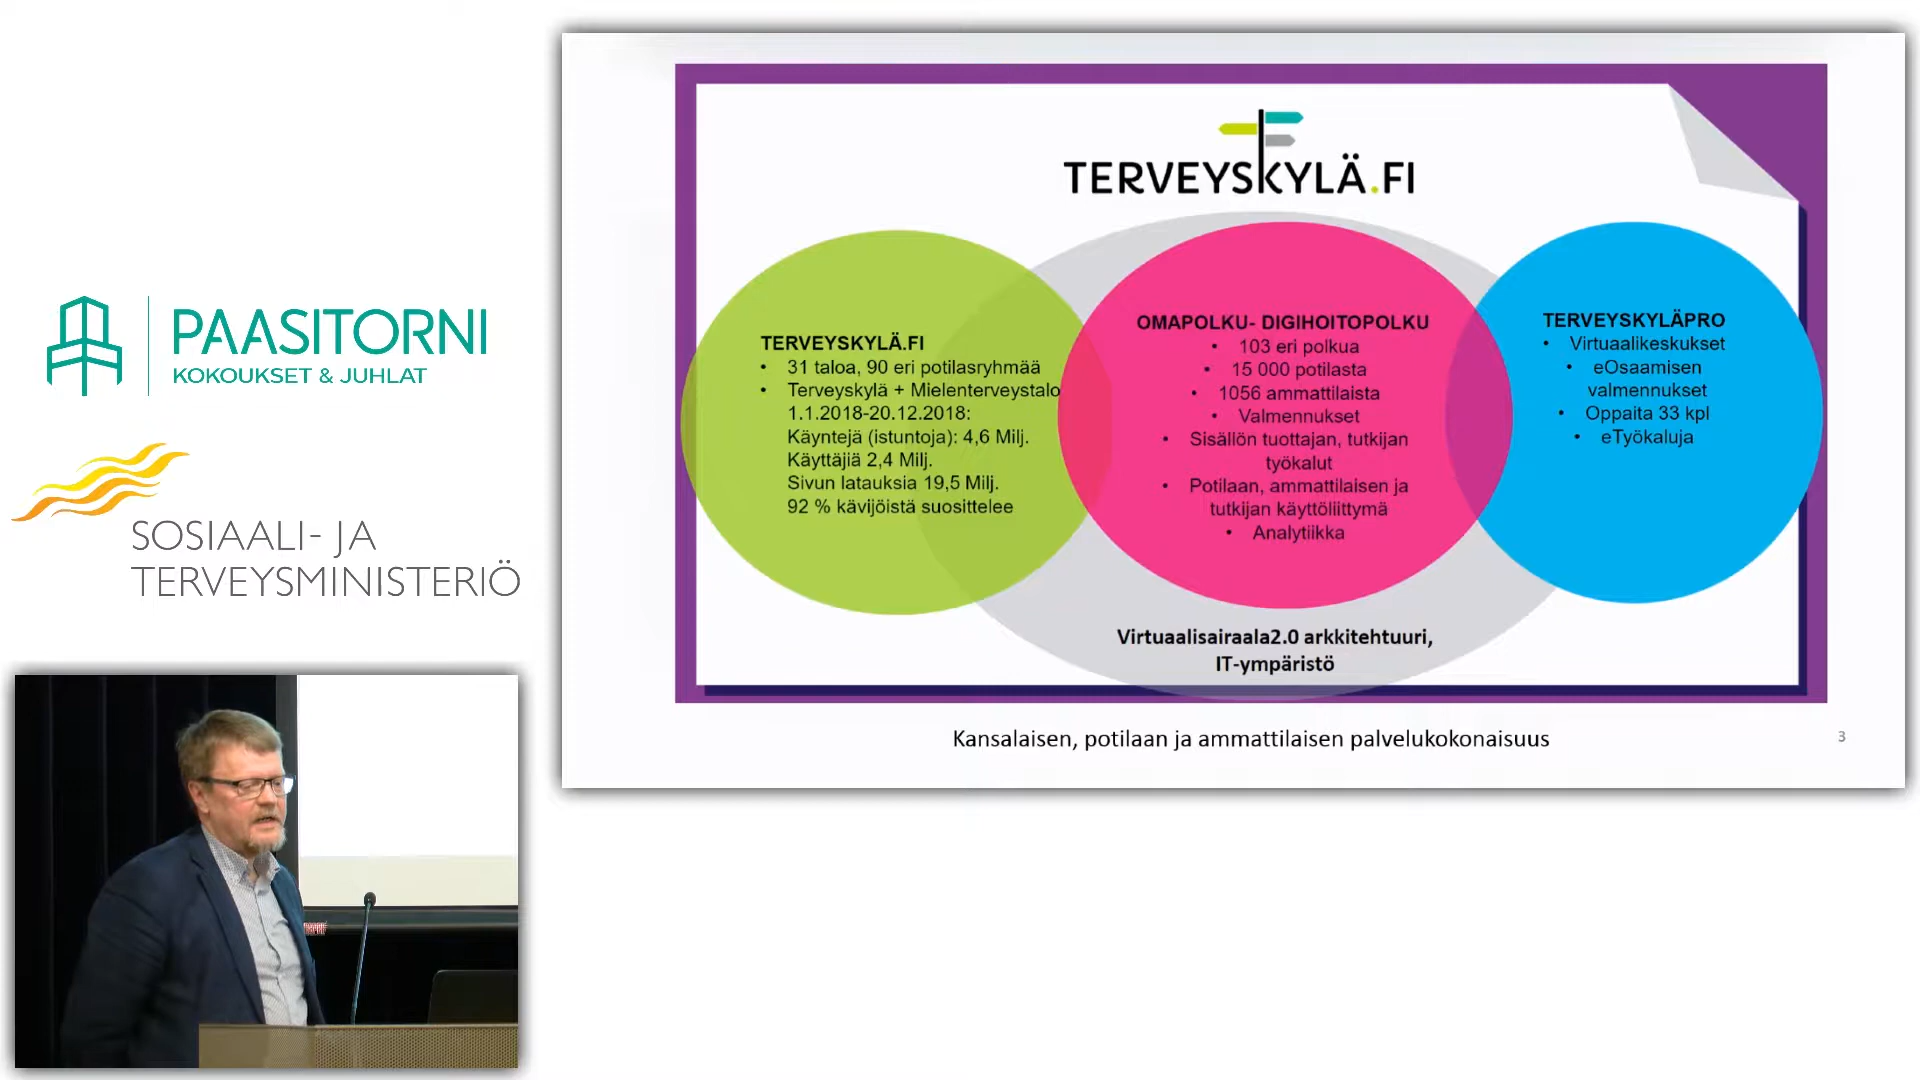 PAASITORNI
KOKOUKSET & JUHLAT
SOSIAALI- JA
TERVEYSMINISTERIÖ
TERVEYSKYLÄ.FI
TERVEYSKYLÄ.FI
• 31 taloa, 90 eri potilasryhmää
• Terveyskylä + Mielenterveystalo
1.1.2018-20.12.2018:
Käyntejä (istuntoja): 4,6 Milj.
Käyttäjiä 2,4 Milj.
Sivun latauksia 19,5 Milj.
92 % kävijöistä suosittelee
OMAPOLKU- DIGIHOITOPOLKU
• 103 eri polkua
• 15 000 potilasta
• 1056 ammattilaista
• Valmennukset
• Sisällön tuottajan, tutkijan
työkalut
• Potilaan, ammattilaisen ja
tutkijan käyttöliittymä
• Analytiikka
TERVEYSKYLÄPRO
• Virtuaalikeskukset
• eOsaamisen
valmennukset
• Oppaita 33 kpl
• eTyökaluja
Virtuaalisairaala2.0 arkkitehtuuri,
IT-ympäristö
Kansalaisen, potilaan ja ammattilaisen palvelukokonaisuus
3